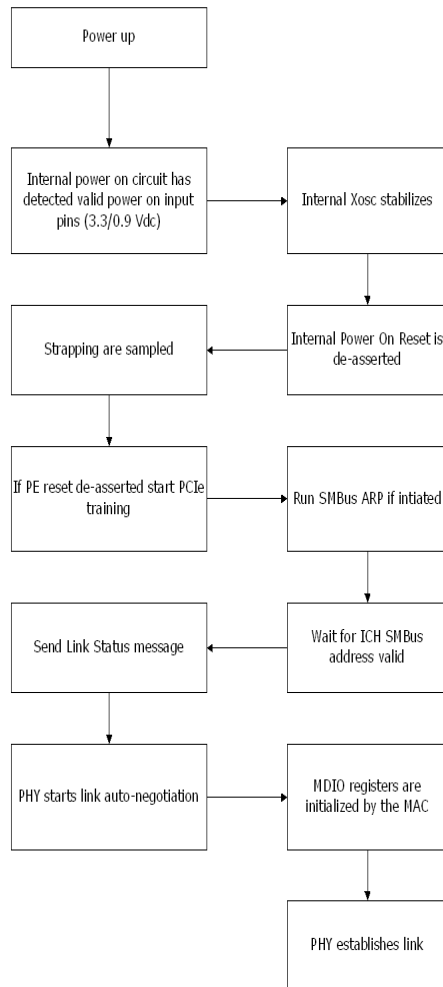 Power up
Internal power on circuit has
detected valid power on input
pins (3.3/0.9 Vdc)
Internal Xosc stabilizes
Internal Power On Reset is
de-asserted
Strapping are sampled
If PE reset de-asserted start PCIe
training
Run SMBus ARP if intiated
Wait for ICH SMBus
address valid
Send Link Status message
PHY starts link auto-negotiation
MDIO registers are
initialized by the MAC
PHY establishes link